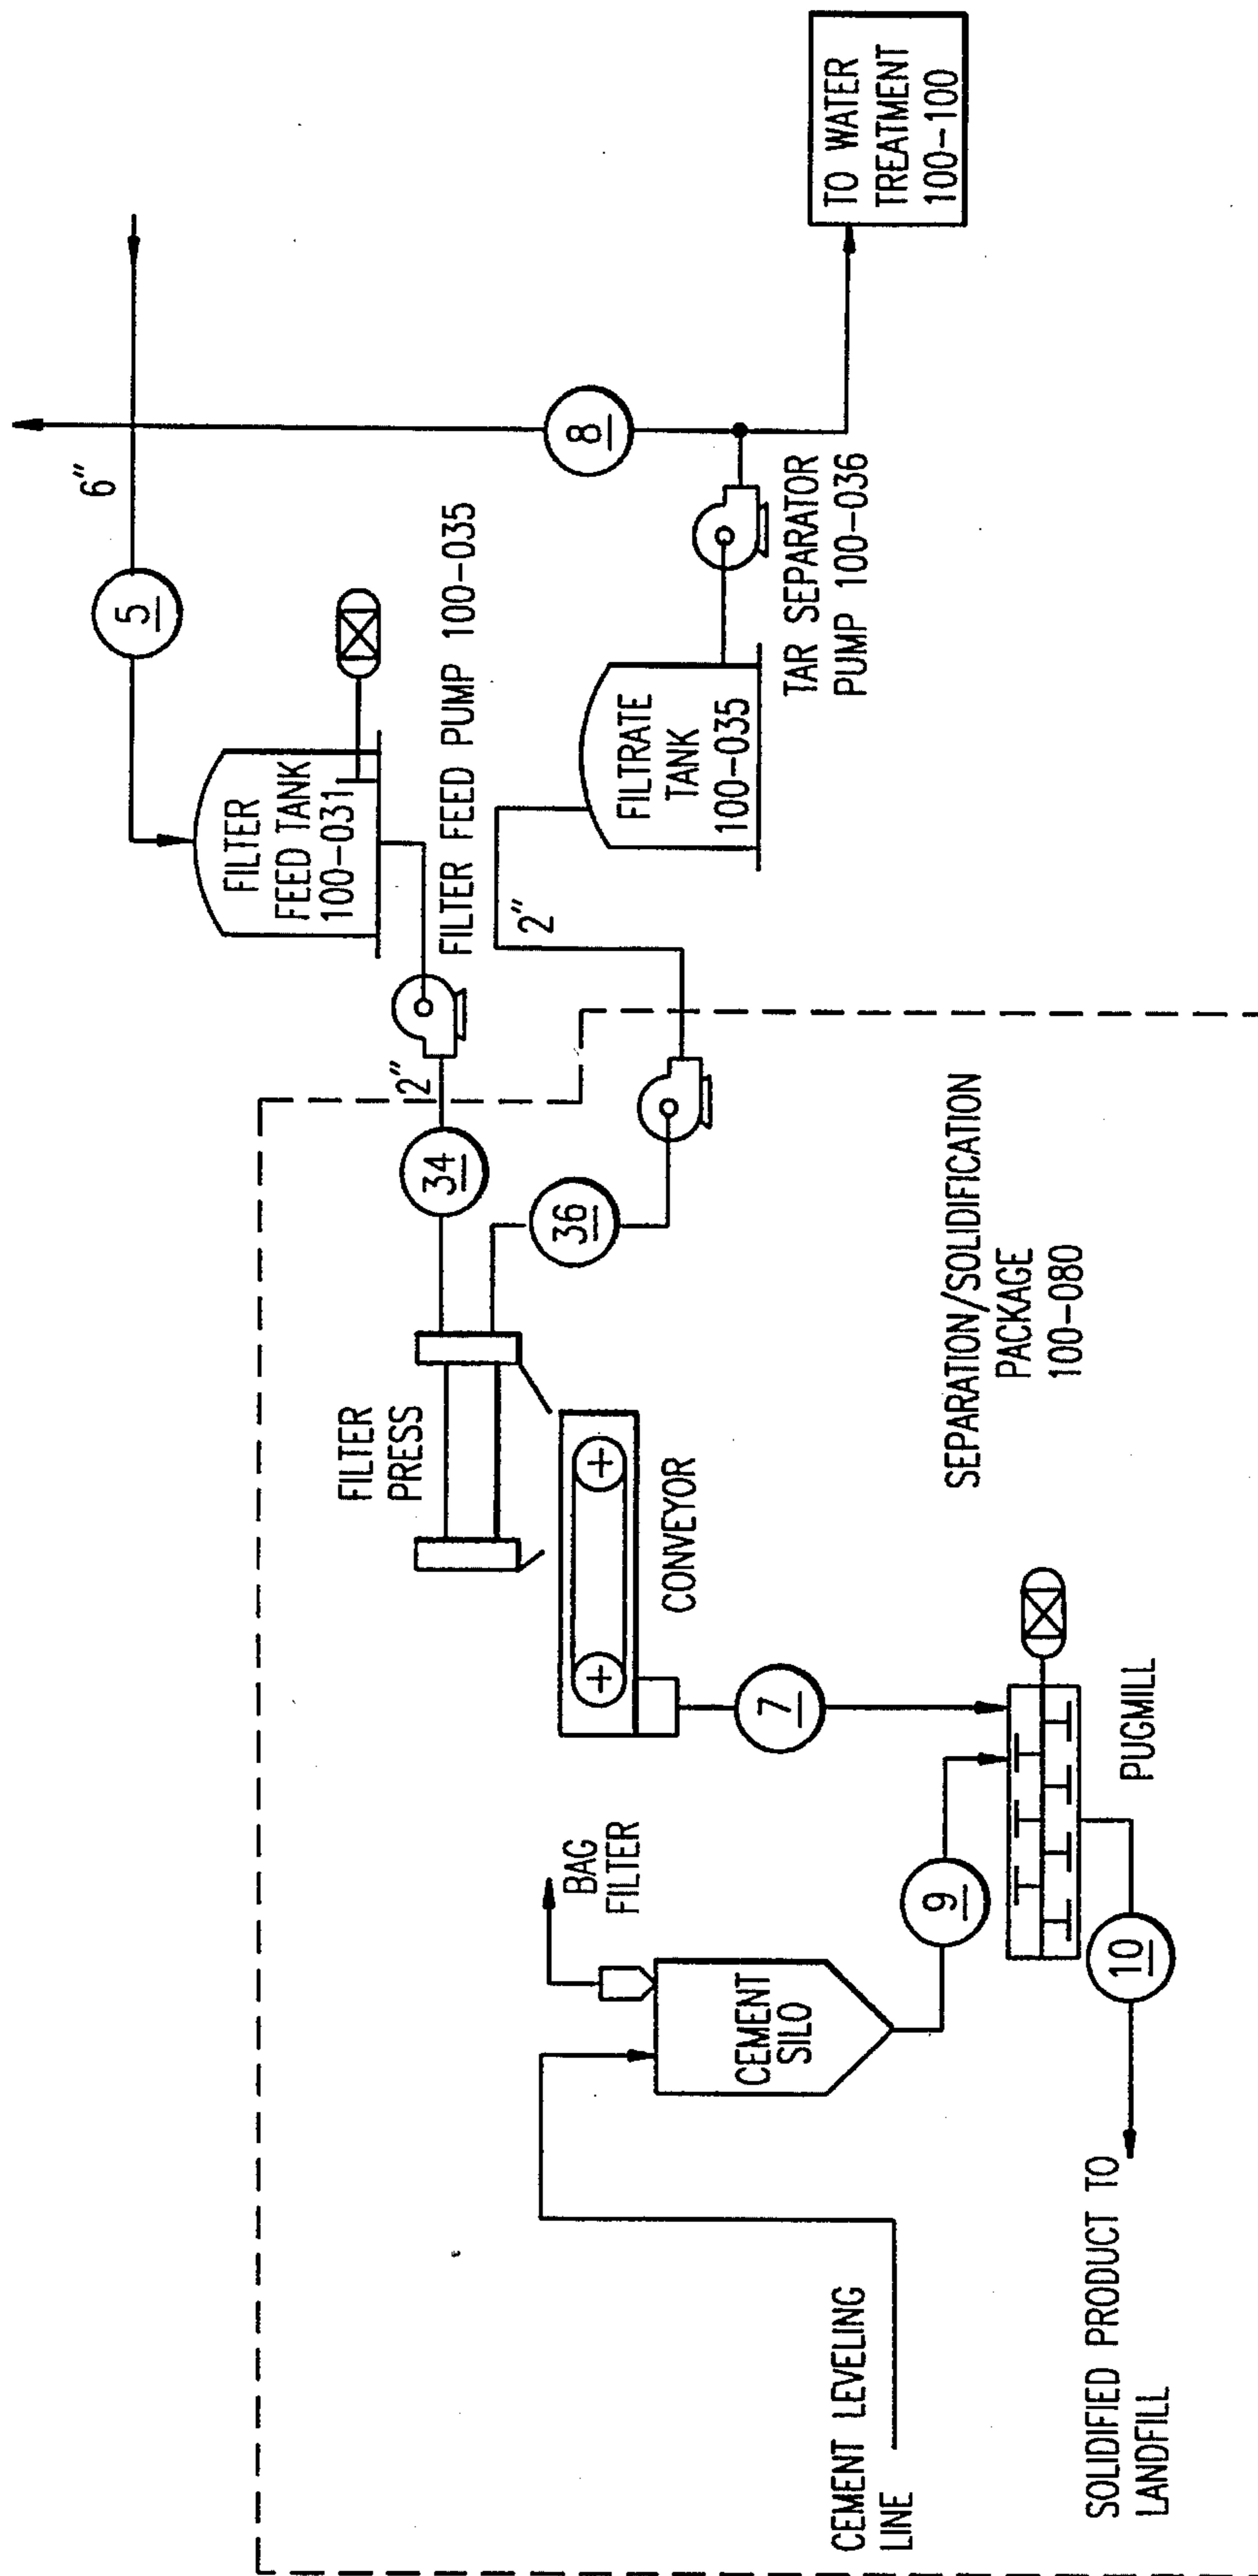 6"
5
FILTER
FEED TANK
100-031
FILTER FEED PUMP 100-035
2"
34
8
TO WATER
TREATMENT
100-100
FILTRATE
TANK
100-035
2"
TAR SEPARATOR
PUMP 100-036
36
FILTER
PRESS
CONVEYOR
SEPARATION/SOLIDIFICATION
PACKAGE
100-080
7
BAG
FILTER
CEMENT
SILO
9
PUGMILL
10
CEMENT LEVELING
LINE
SOLIDIFIED PRODUCT TO
LANDFILL